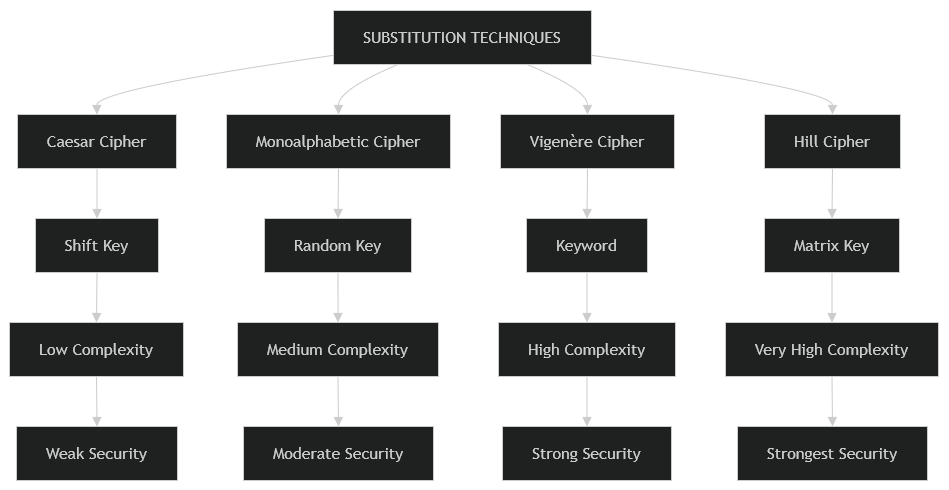 SUBSTITUTION TECHNIQUES
Caesar Cipher
Monoalphabetic Cipher
Vigenère Cipher
Hill Cipher
Shift Key
Random Key
Keyword
Matrix Key
Low Complexity
Medium Complexity
High Complexity
Very High Complexity
Weak Security
Moderate Security
Strong Security
Strongest Security